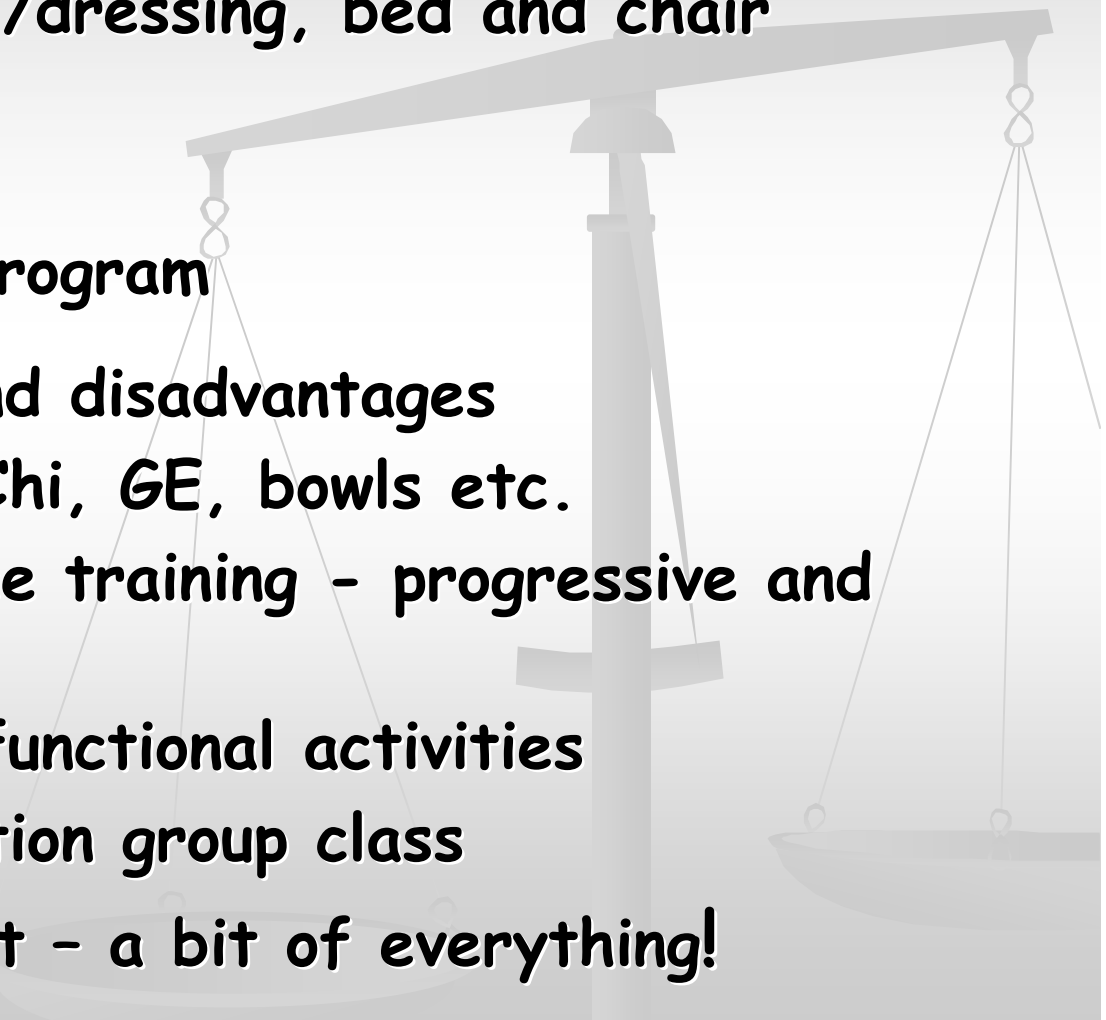 /dressing, bed and chair
rogram
d disadvantages
Chi, GE, bowls etc.
e training - progressive and
functional activities
tion group class
t – a bit of everything!